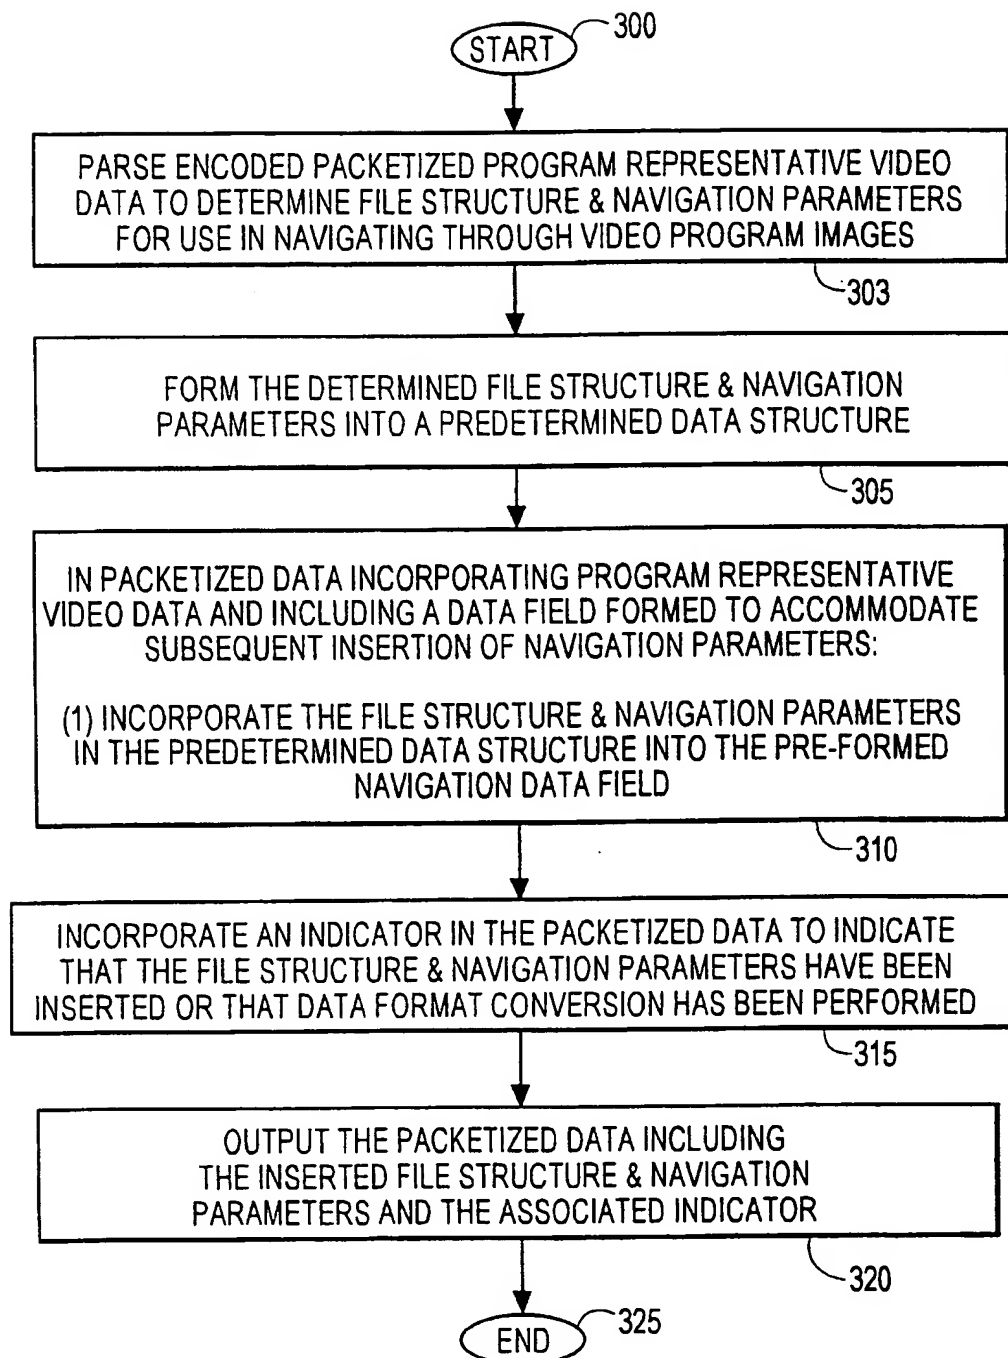 START
300
PARSE ENCODED PACKETIZED PROGRAM REPRESENTATIVE VIDEO
DATA TO DETERMINE FILE STRUCTURE & NAVIGATION PARAMETERS
FOR USE IN NAVIGATING THROUGH VIDEO PROGRAM IMAGES
303
FORM THE DETERMINED FILE STRUCTURE & NAVIGATION
PARAMETERS INTO A PREDETERMINED DATA STRUCTURE
305
IN PACKETIZED DATA INCORPORATING PROGRAM REPRESENTATIVE
VIDEO DATA AND INCLUDING A DATA FIELD FORMED TO ACCOMMODATE
SUBSEQUENT INSERTION OF NAVIGATION PARAMETERS:
(1) INCORPORATE THE FILE STRUCTURE & NAVIGATION PARAMETERS
IN THE PREDETERMINED DATA STRUCTURE INTO THE PRE-FORMED
NAVIGATION DATA FIELD
310
INCORPORATE AN INDICATOR IN THE PACKETIZED DATA TO INDICATE
THAT THE FILE STRUCTURE & NAVIGATION PARAMETERS HAVE BEEN
INSERTED OR THAT DATA FORMAT CONVERSION HAS BEEN PERFORMED
315
OUTPUT THE PACKETIZED DATA INCLUDING
THE INSERTED FILE STRUCTURE & NAVIGATION
PARAMETERS AND THE ASSOCIATED INDICATOR
320
325
END